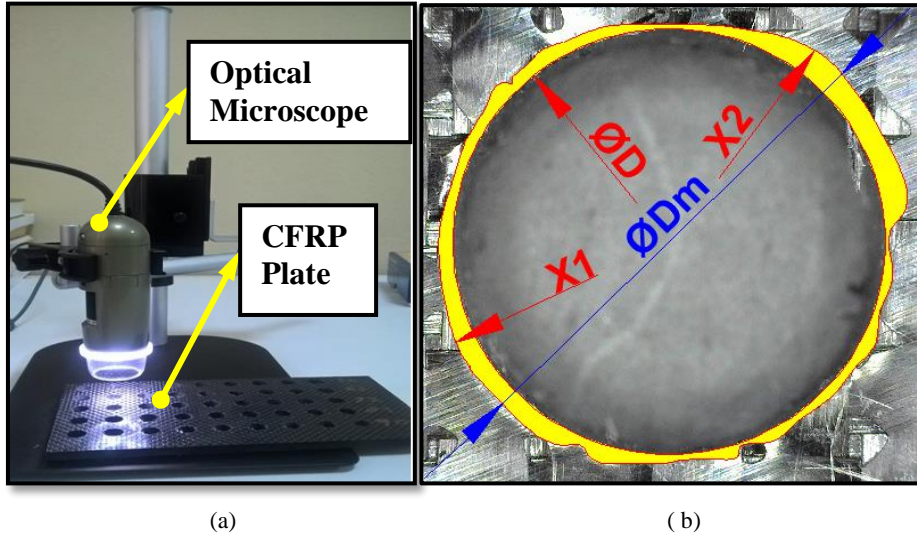 Optical
Microscope
CFRP
Plate
ØD
X2
ØDm
X1
(a)
( b)